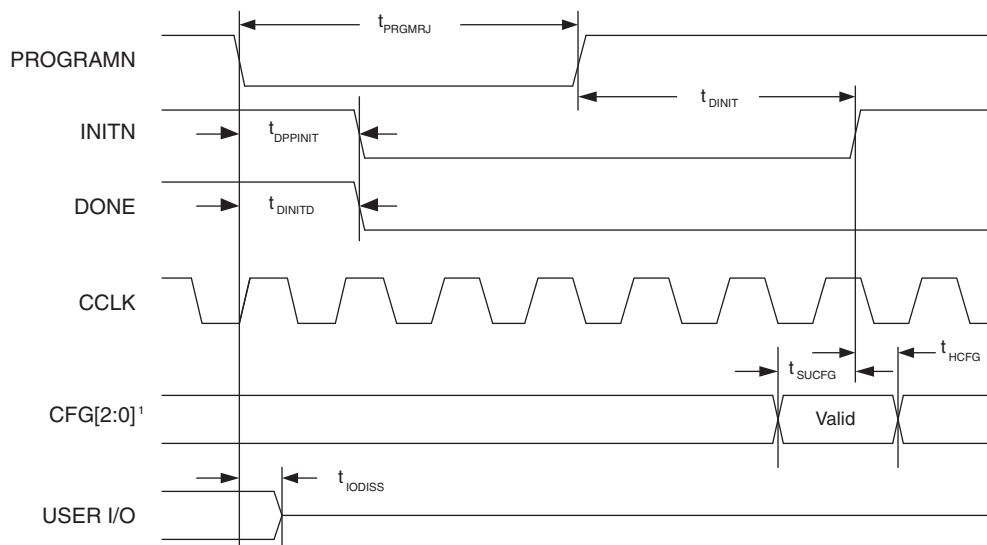 PROGRAMN
tPRGMRJ
INITN
tDPPINIT
tDINIT
DONE
tDINITD
CCLK
CFG[2:0]¹
tSUCFG
tHCFG
Valid
USER I/O
tIODISS